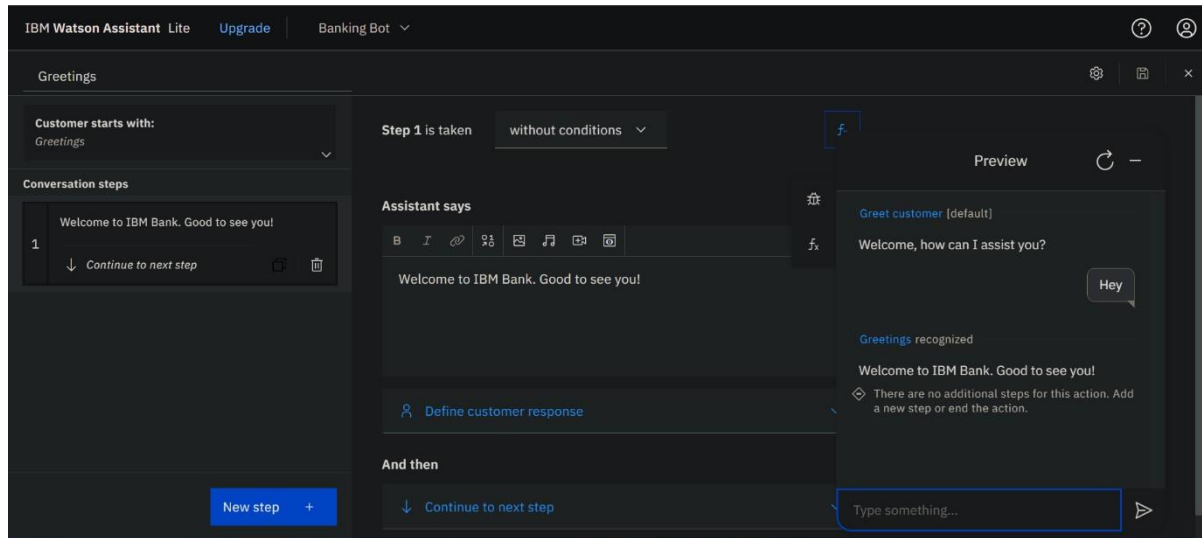 IBM Watson Assistant Lite Upgrade Banking Bot
Greetings
Customer starts with:
Greetings
Conversation steps
1
Welcome to IBM Bank. Good to see you!
Continue to next step
New step +
Step 1 is taken without conditions
Assistant says
B I
Welcome to IBM Bank. Good to see you!
Define customer response
And then
Continue to next step
fx
Preview
Greet customer [default]
Welcome, how can I assist you?
Hey
Greetings recognized
Welcome to IBM Bank. Good to see you!
There are no additional steps for this action. Add
a new step or end the action.
Type something...